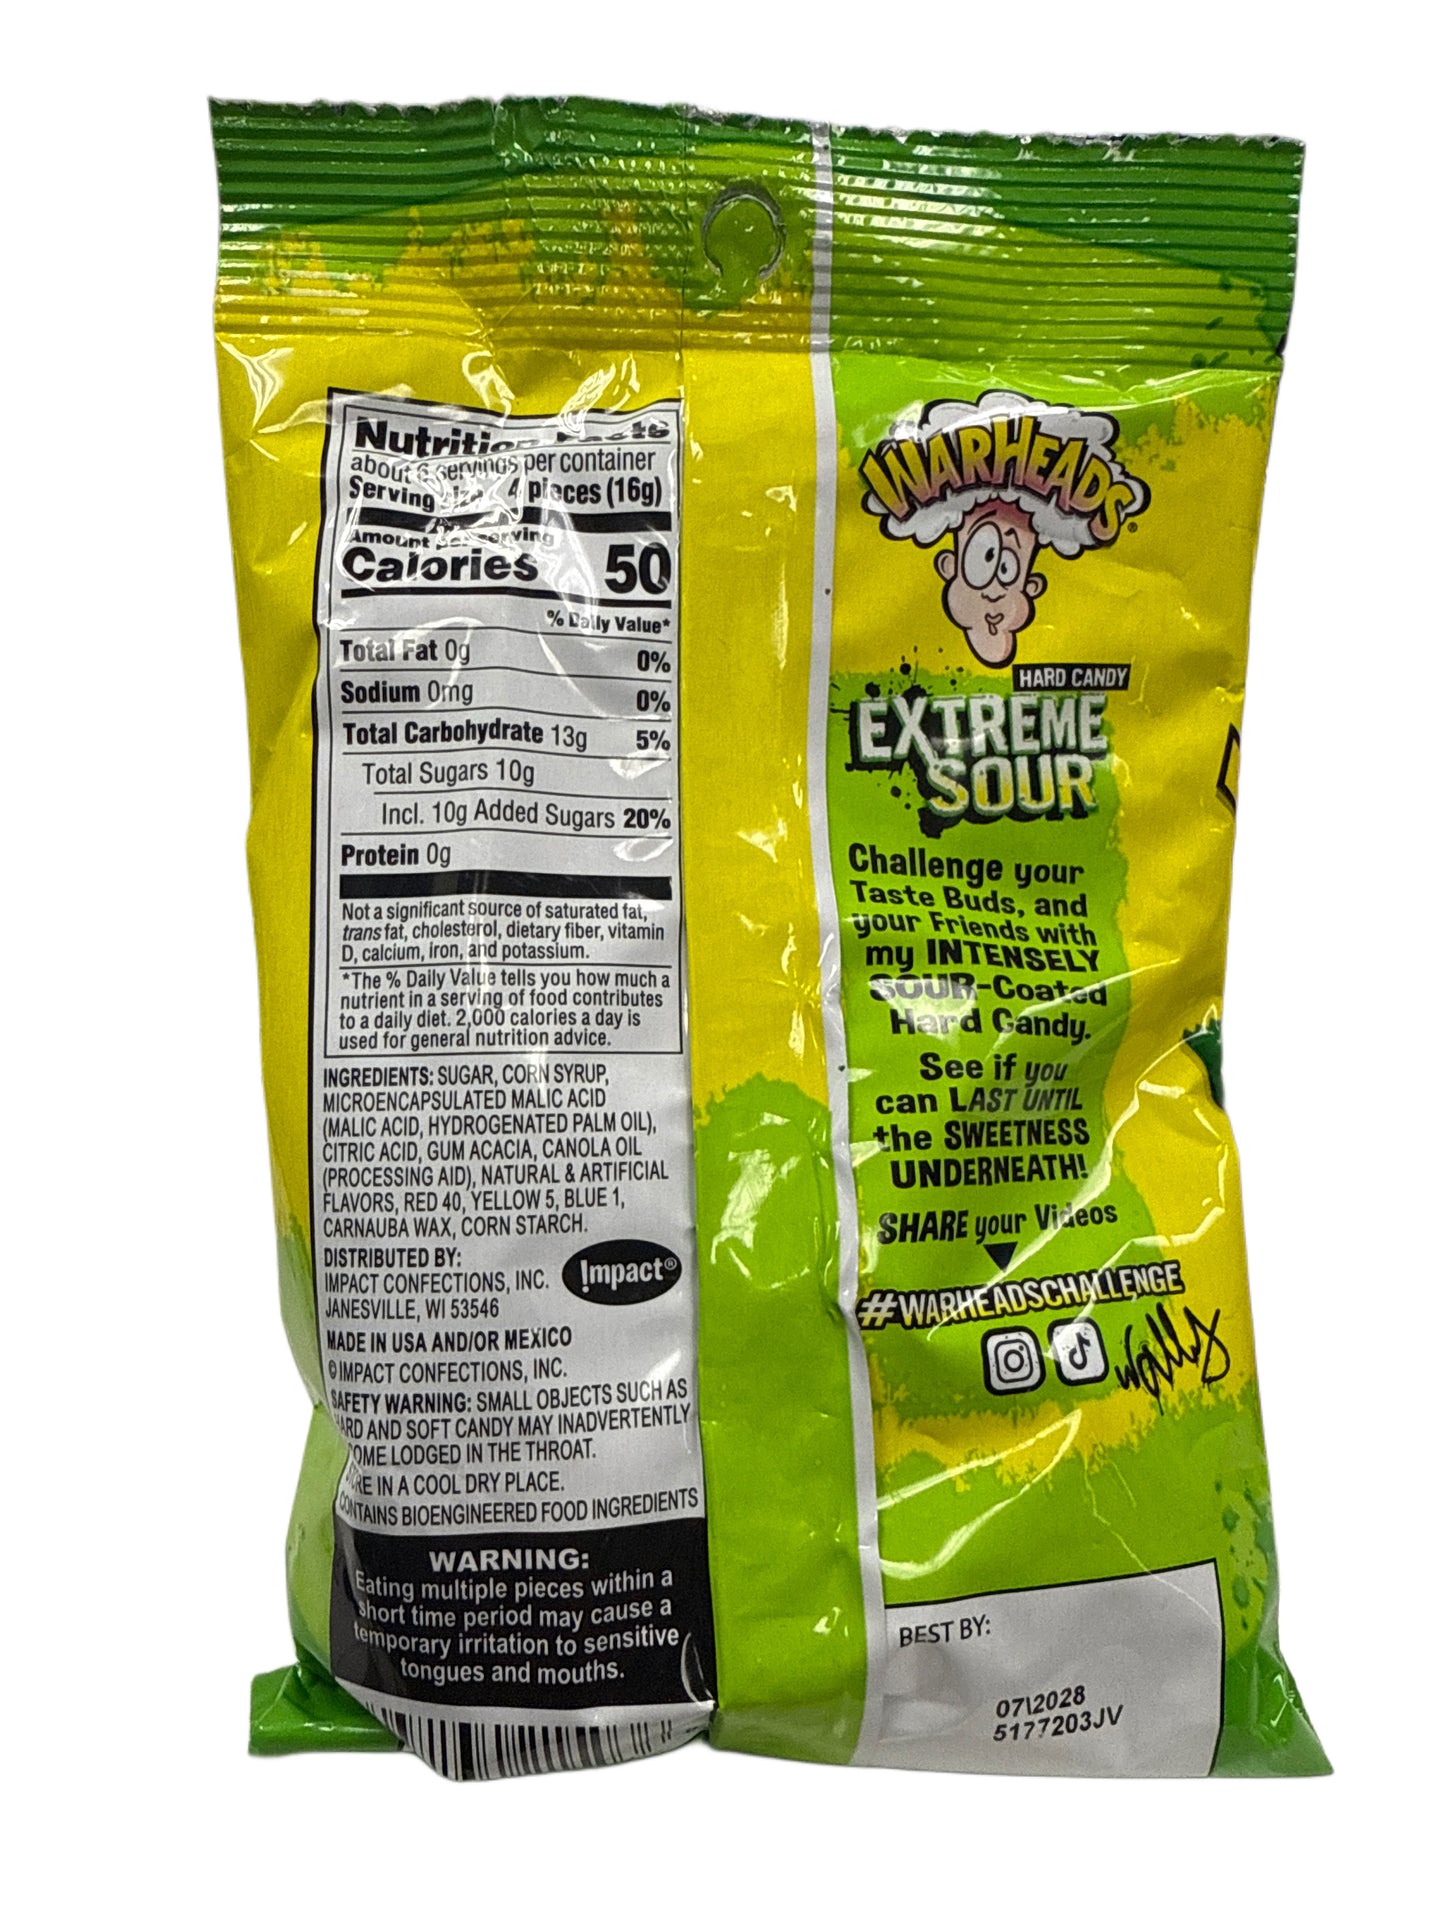 Nutrition Facts
about 6 servings per container
Serving size 4 pieces (16g)
Amount per serving
Calories 50
% Daily Value*
Total Fat 0g 0%
Sodium 0mg 0%
Total Carbohydrate 13g 5%
Total Sugars 10g
Incl. 10g Added Sugars 20%
Protein 0g
Not a significant source of saturated fat,
trans fat, cholesterol, dietary fiber, vitamin
D, calcium, iron, and potassium.
*The % Daily Value tells you how much a
nutrient in a serving of food contributes
to a daily diet. 2,000 calories a day is
used for general nutrition advice.
INGREDIENTS: SUGAR, CORN SYRUP,
MICROENCAPSULATED MALIC ACID
(MALIC ACID, HYDROGENATED PALM OIL),
CITRIC ACID, GUM ACACIA, CANOLA OIL
(PROCESSING AID), NATURAL & ARTIFICIAL
FLAVORS, RED 40, YELLOW 5, BLUE 1,
CARNAUBA WAX, CORN STARCH.
DISTRIBUTED BY:
IMPACT CONFECTIONS, INC.
JANESVILLE, WI 53546
Impact®
MADE IN USA AND/OR MEXICO
© IMPACT CONFECTIONS, INC.
SAFETY WARNING: SMALL OBJECTS SUCH AS
ARD AND SOFT CANDY MAY INADVERTENTLY
OME LODGED IN THE THROAT.
RE IN A COOL DRY PLACE.
ONTAINS BIOENGINEERED FOOD INGREDIENTS
WARNING:
Eating multiple pieces within a
short time period may cause a
temporary irritation to sensitive
tongues and mouths.
WARHEADS®
HARD CANDY
EXTREME
SOUR
Challenge your
Taste Buds, and
your Friends with
my INTENSELY
SOUR-Coated
Hard Candy.
See if you
can LAST UNTIL
the SWEETNESS
UNDERNEATH!
SHARE your Videos
#WARHEADSCHALLENGE
Wally
BEST BY:
07\2028
5177203JV